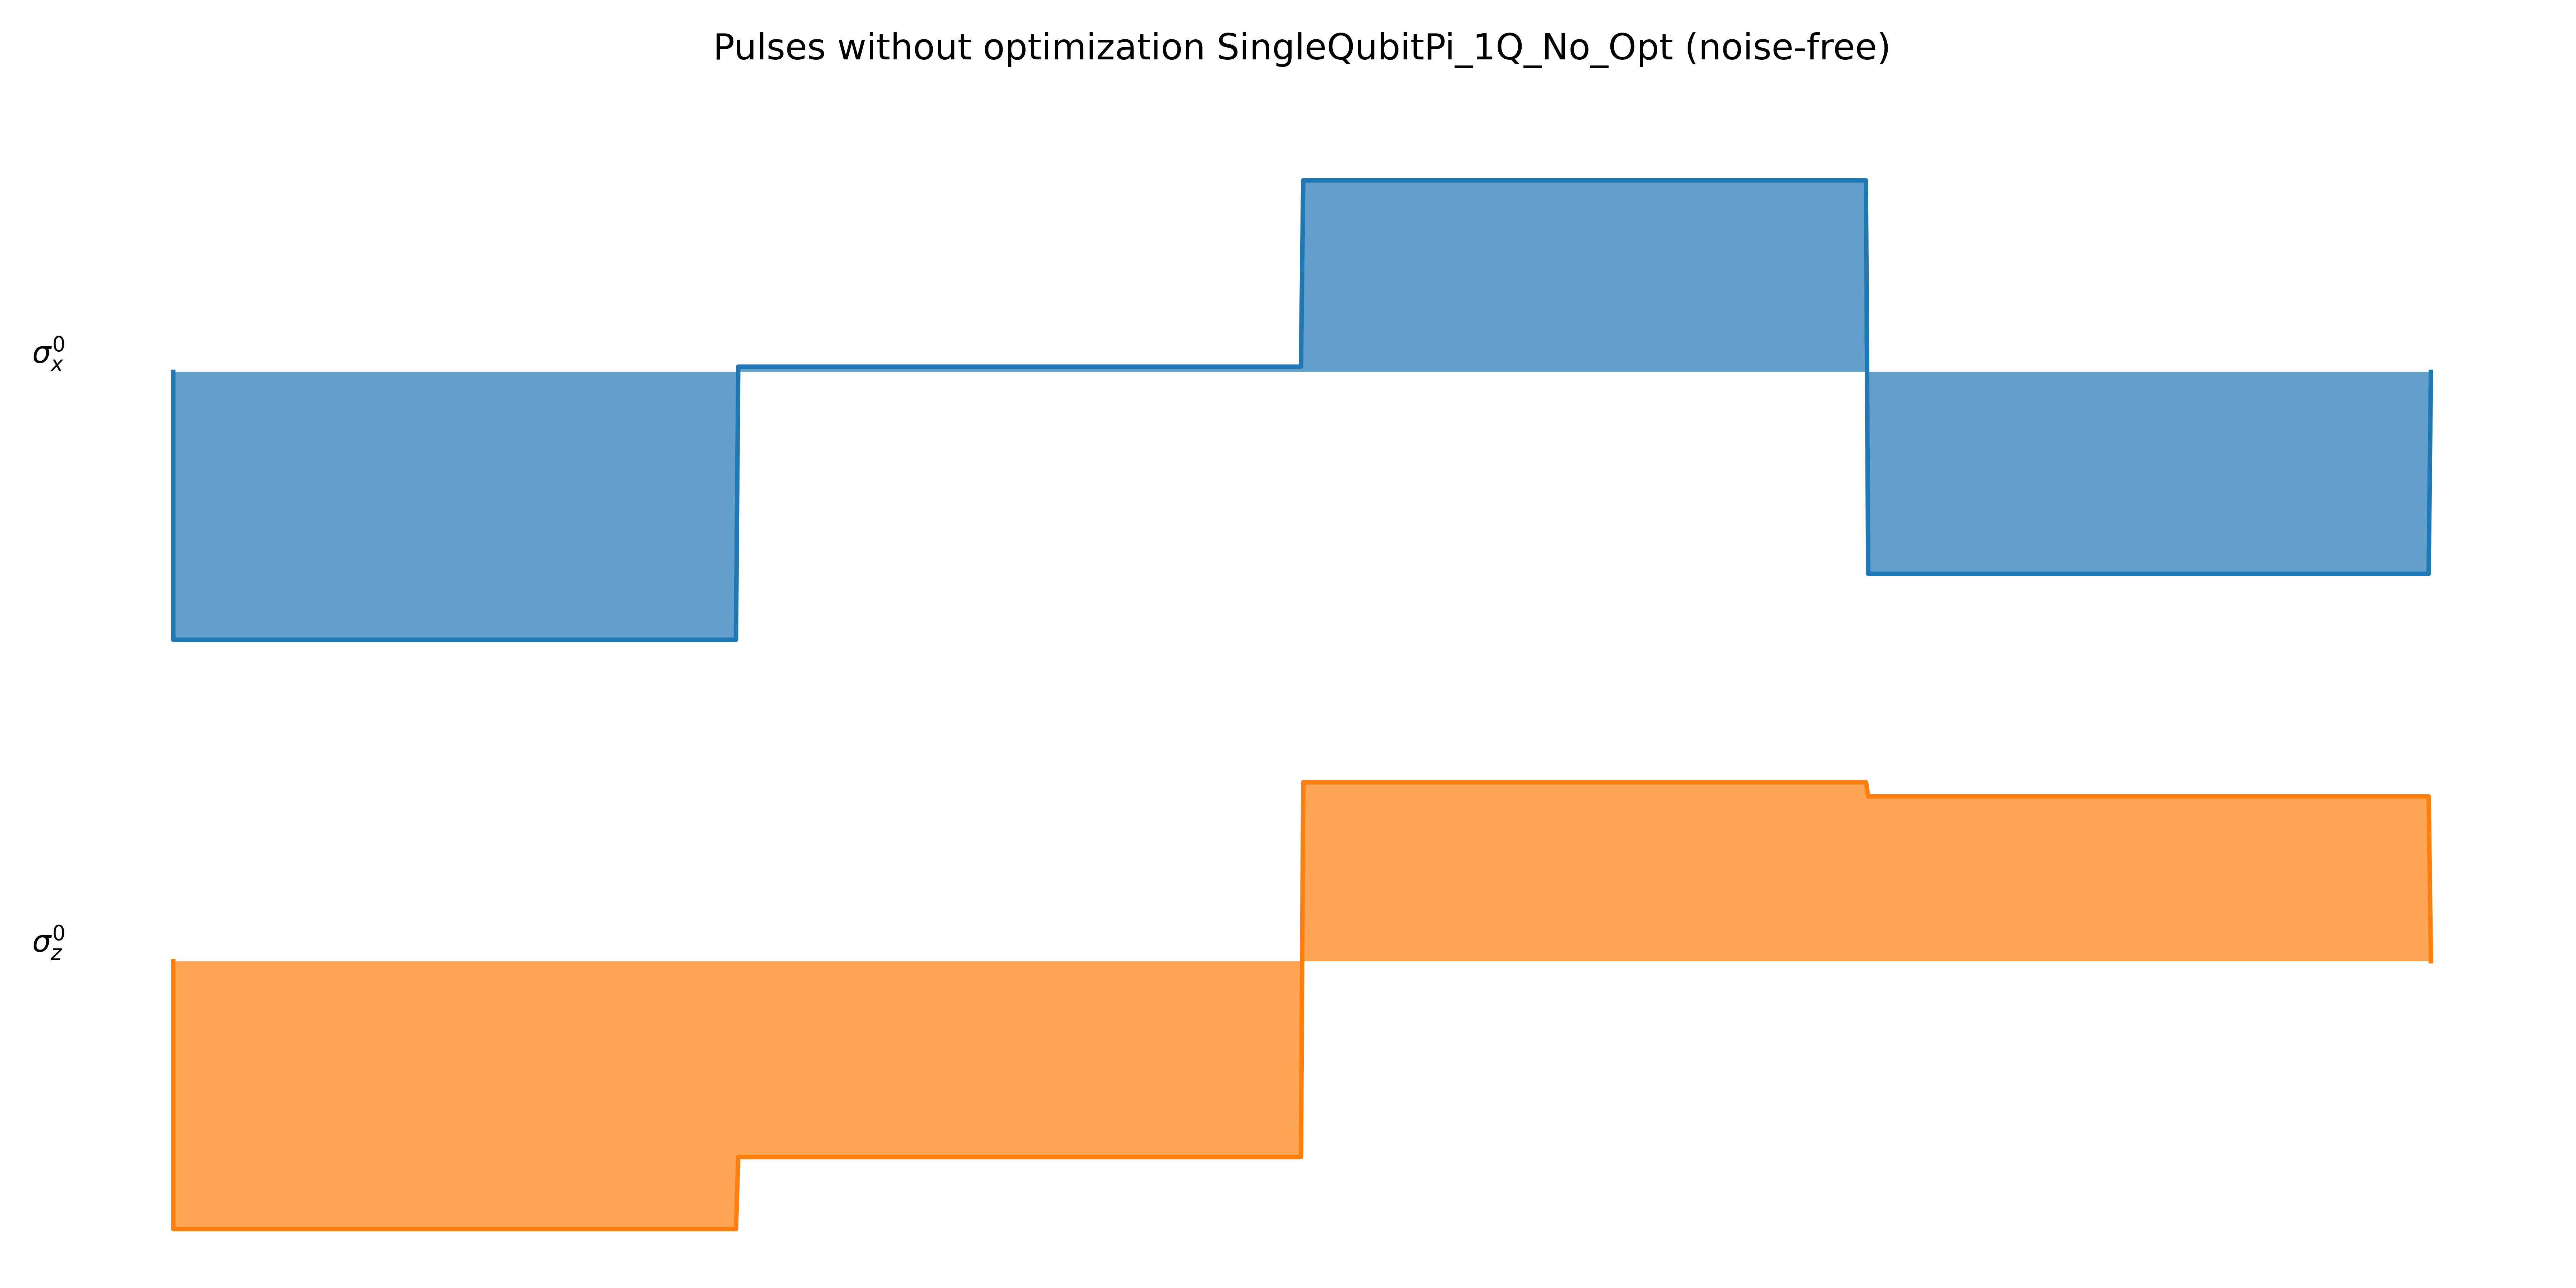 Pulses without optimization SingleQubitPi_1Q_No_Opt (noise-free)
σ_x^0
σ_z^0